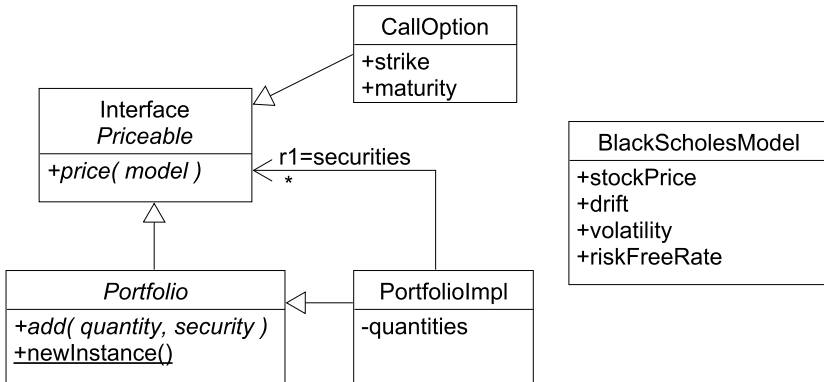 CallOption
+strike
+maturity
Interface
Priceable
+price( model )
r1=securities
*
BlackScholesModel
+stockPrice
+drift
+volatility
+riskFreeRate
Portfolio
+add( quantity, security )
+newInstance()
PortfolioImpl
-quantities